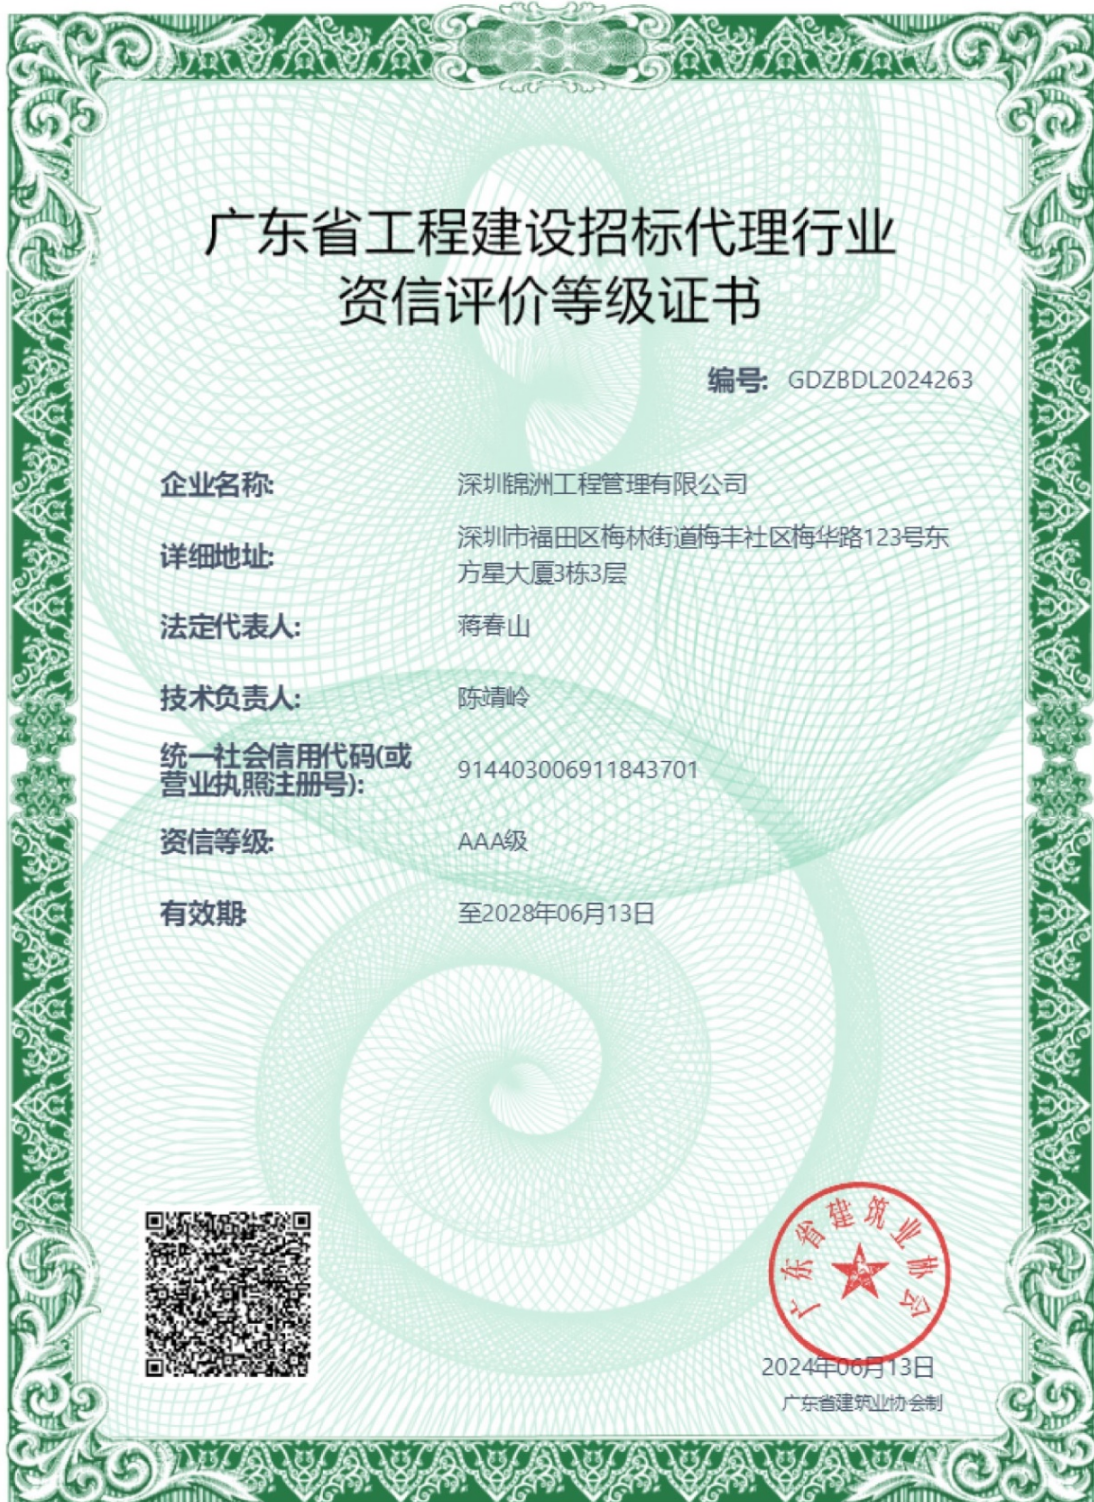 广东省工程建设招标代理行业
资信评价等级证书
编号: GDZBDL2024263
企业名称: 深圳锦洲工程管理有限公司
详细地址: 深圳市福田区梅林街道梅丰社区梅华路123号东
方星大厦3栋3层
法定代表人: 蒋春山
技术负责人: 陈靖岭
统一社会信用代码(或
营业执照注册号): 914403006911843701
资信等级: AAA级
有效期: 至2028年06月13日
广东省建筑业协会
2024年06月13日
广东省建筑业协会制